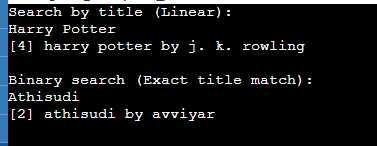 Search by title (Linear):
Harry Potter
[4] harry potter by j. k. rowling
Binary search (Exact title match):
Athisudi
[2] athisudi by avviyar